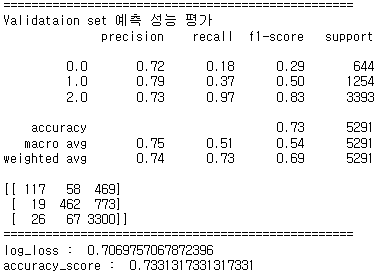 ==================================================
Validataion set 예측 성능 평가
precision recall f1-score support
0.0 0.72 0.18 0.29 644
1.0 0.79 0.37 0.50 1254
2.0 0.73 0.97 0.83 3393
accuracy 0.73 5291
macro avg 0.75 0.51 0.54 5291
weighted avg 0.74 0.73 0.69 5291
[[ 117 58 469]
[ 19 462 773]
[ 26 67 3300]]
==================================================
log_loss : 0.7069757067872396
accuracy_score : 0.7331317331317331